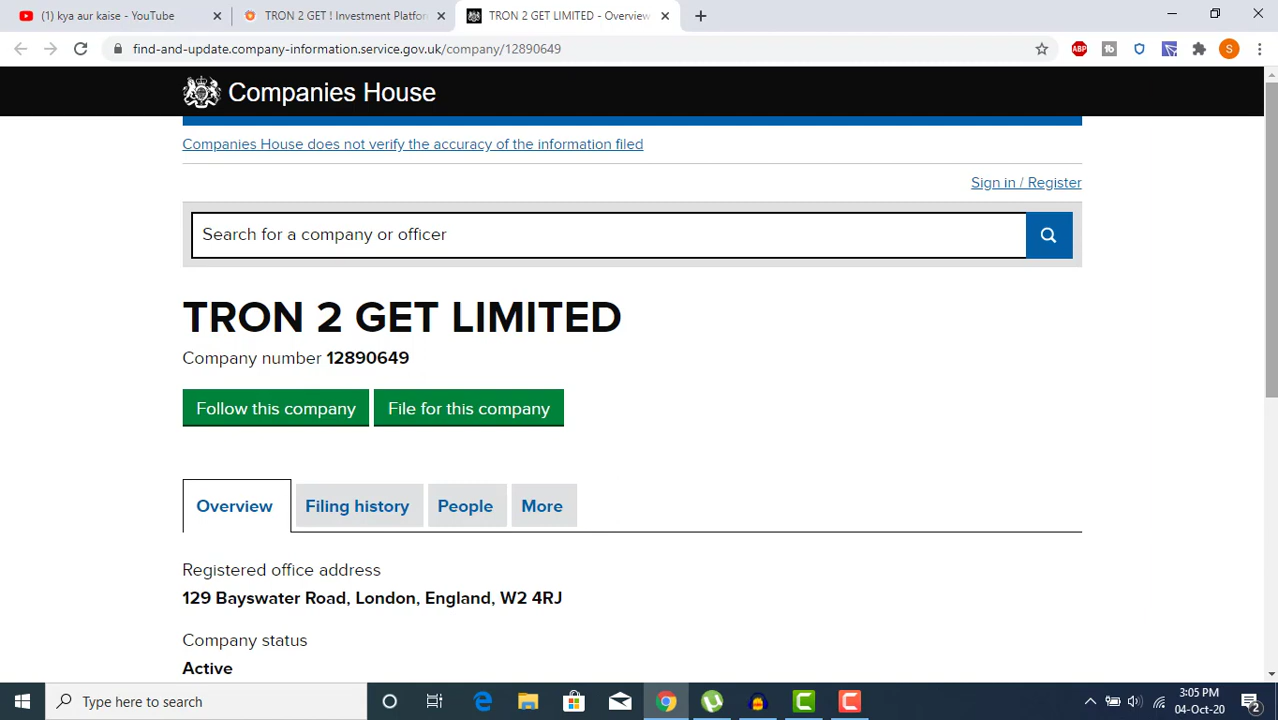 (1) kya aur kaise - YouTube
TRON 2 GET ! Investment Platfor
TRON 2 GET LIMITED - Overview
find-and-update.company-information.service.gov.uk/company/12890649
ABP
S
Companies House
Companies House does not verify the accuracy of the information filed
Sign in / Register
Search for a company or officer
TRON 2 GET LIMITED
Company number 12890649
Follow this company
File for this company
Overview
Filing history
People
More
Registered office address
129 Bayswater Road, London, England, W2 4RJ
Company status
Active
Type here to search
3:05 PM
04-Oct-20
2